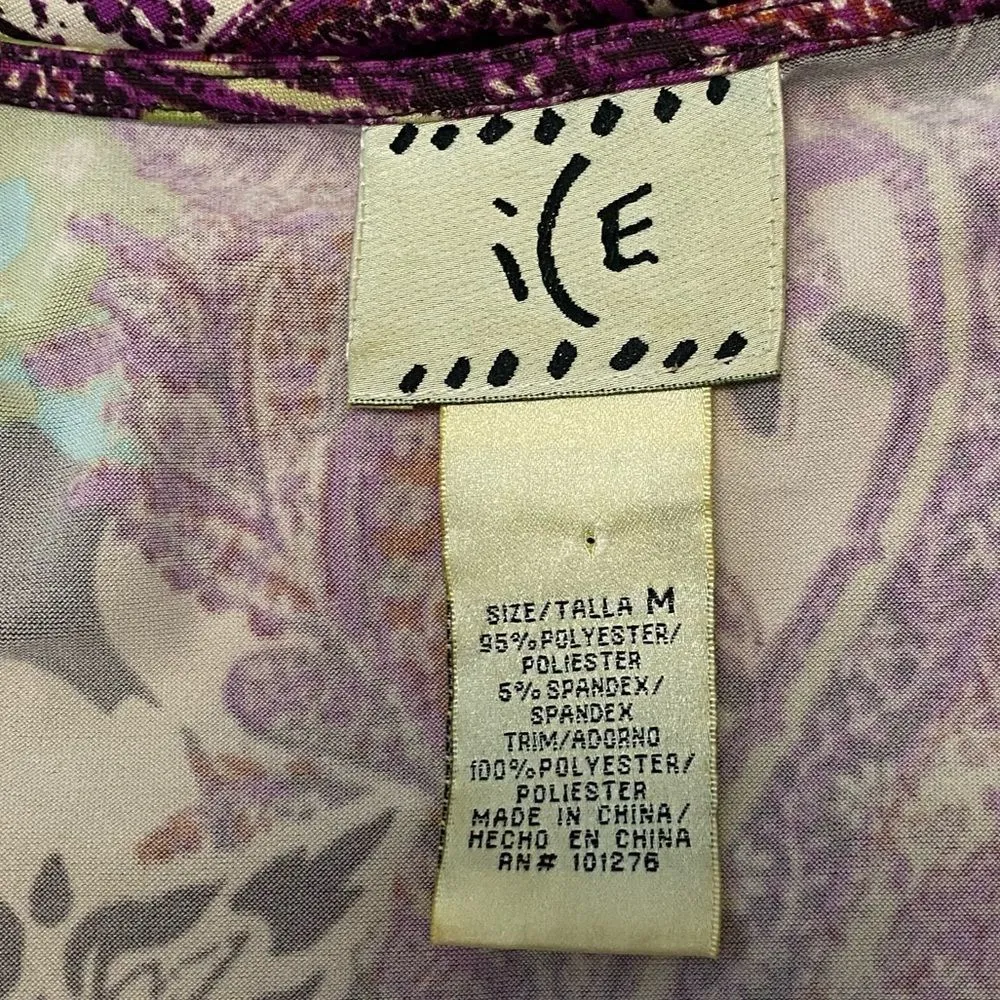 iCE
SIZE/TALLA M
95% POLYESTER/
POLIESTER
5% SPANDEX/
SPANDEX
TRIM/ADORNO
100% POLYESTER/
POLIESTER
MADE IN CHINA/
HECHO EN CHINA
RN# 101276